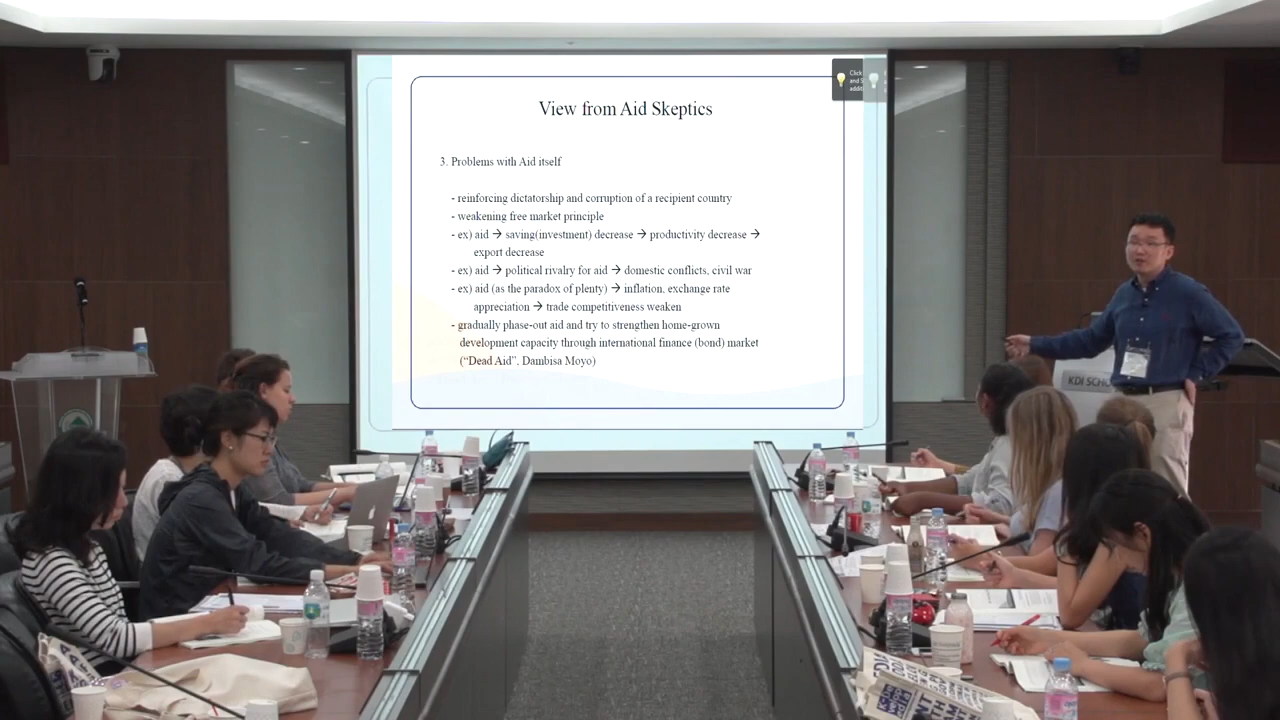 View from Aid Skeptics
3. Problems with Aid itself
- reinforcing dictatorship and corruption of a recipient country
- weakening free market principle
- ex) aid → saving(investment) decrease → productivity decrease →
export decrease
- ex) aid → political rivalry for aid → domestic conflicts, civil war
- ex) aid (as the paradox of plenty) → inflation, exchange rate
appreciation → trade competitiveness weaken
- gradually phase-out aid and try to strengthen home-grown
development capacity through international finance (bond) market
(“Dead Aid”, Dambisa Moyo)
Click
and S
addit
KDI SCHO